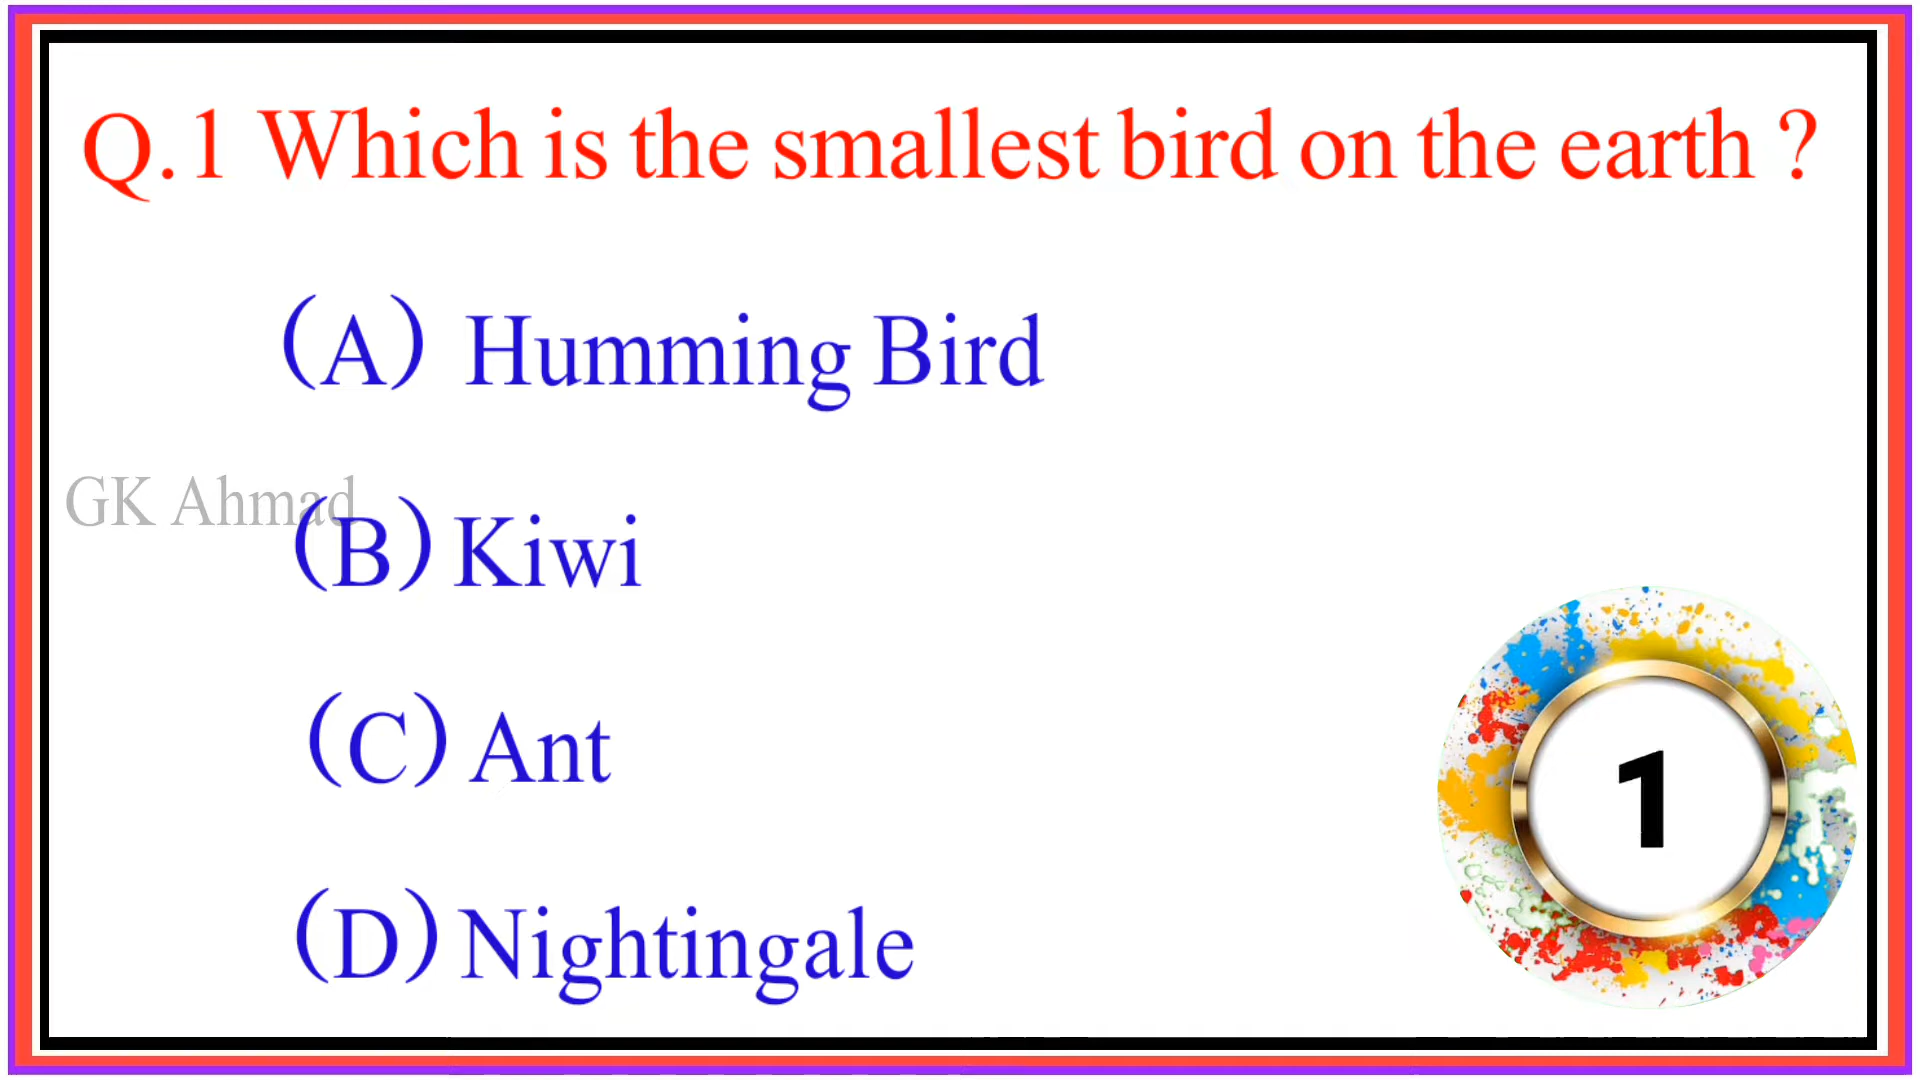 Q.1 Which is the smallest bird on the earth ?
(A) Humming Bird
GK Ahmad
(B) Kiwi
(C) Ant
(D) Nightingale
1